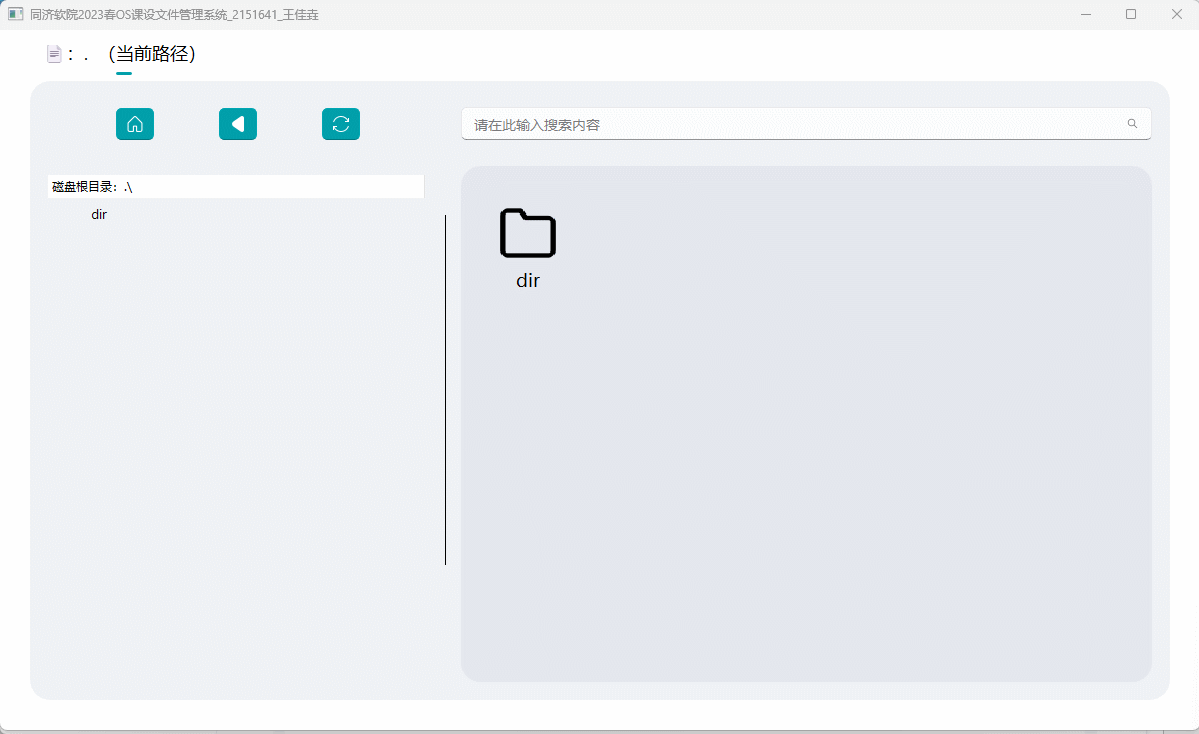 同济软院2023春OS课设文件管理系统_2151641_王佳垚
： . （当前路径）
请在此输入搜索内容
磁盘根目录：.\
dir
dir